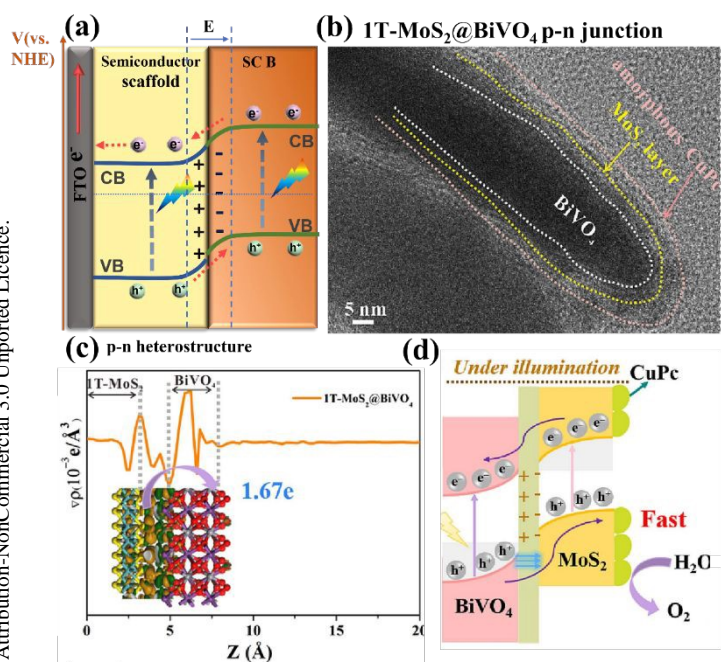 Attribution-NonCommercial 3.0 Unported Licence.
(a)
V(vs.
NHE)
E
Semiconductor
scaffold
SC B
e⁻ e⁻
e⁻ e⁻
CB
CB
FTO e⁻
+ + + + + +
- - - - - -
VB
VB
h⁺ h⁺
h⁺ h⁺
p-n heterostructure
(b) 1T-MoS₂@BiVO₄ p-n junction
amorphous CuPc
MoS₂ layer
BiVO₄
5 nm
(c)
1T-MoS₂
BiVO₄
1T-MoS₂@BiVO₄
∇ρ(10⁻³ e/Å³)
1.67e
0 5 10 15 20
Z (Å)
(d)
Under illumination
CuPc
e⁻ e⁻ e⁻
e⁻ e⁻ e⁻
+ -
+ -
+ -
+ -
h⁺ h⁺ h⁺
h⁺ h⁺ h⁺
Fast
MoS₂
BiVO₄
H₂O
O₂